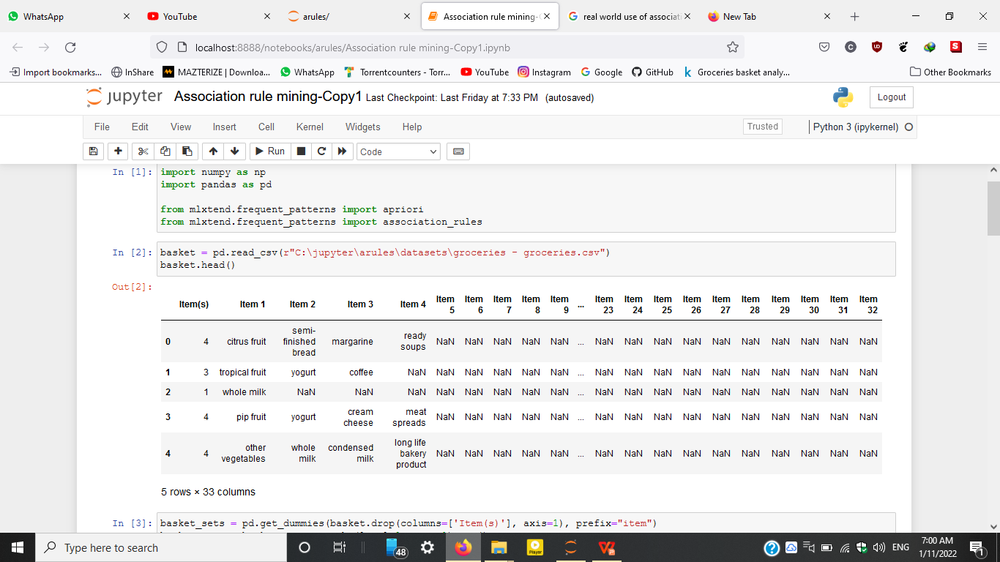 WhatsApp
YouTube
arules/
Association rule mining-C
real world use of associati
New Tab
localhost:8888/notebooks/arules/Association rule mining-Copy1.ipynb
Import bookmarks... InShare MAZTERIZE | Downloa... WhatsApp Torrentcounters - Torr... YouTube Instagram Google GitHub Groceries basket analy... Other Bookmarks
jupyter Association rule mining-Copy1 Last Checkpoint: Last Friday at 7:33 PM (autosaved) Logout
File Edit View Insert Cell Kernel Widgets Help Trusted Python 3 (ipykernel)
Run Code
In [1]: import numpy as np
import pandas as pd
from mlxtend.frequent_patterns import apriori
from mlxtend.frequent_patterns import association_rules
In [2]: basket = pd.read_csv(r"C:\jupyter\arules\datasets\groceries - groceries.csv")
basket.head()
Out[2]:
Item(s) Item 1 Item 2 Item 3 Item 4 Item 5 Item 6 Item 7 Item 8 Item 9 ... Item 23 Item 24 Item 25 Item 26 Item 27 Item 28 Item 29 Item 30 Item 31 Item 32
0 4 citrus fruit semi-finished bread margarine ready soups NaN NaN NaN NaN NaN ... NaN NaN NaN NaN NaN NaN NaN NaN NaN NaN
1 3 tropical fruit yogurt coffee NaN NaN NaN NaN NaN NaN ... NaN NaN NaN NaN NaN NaN NaN NaN NaN NaN
2 1 whole milk NaN NaN NaN NaN NaN NaN NaN NaN ... NaN NaN NaN NaN NaN NaN NaN NaN NaN NaN
3 4 pip fruit yogurt cream cheese meat spreads NaN NaN NaN NaN NaN ... NaN NaN NaN NaN NaN NaN NaN NaN NaN NaN
4 4 other vegetables whole milk condensed milk long life bakery product NaN NaN NaN NaN NaN ... NaN NaN NaN NaN NaN NaN NaN NaN NaN NaN
5 rows × 33 columns
In [3]: basket_sets = pd.get_dummies(basket.drop(columns=['Item(s)'], axis=1), prefix="item")
Type here to search
48
ENG
7:00 AM
1/11/2022
1